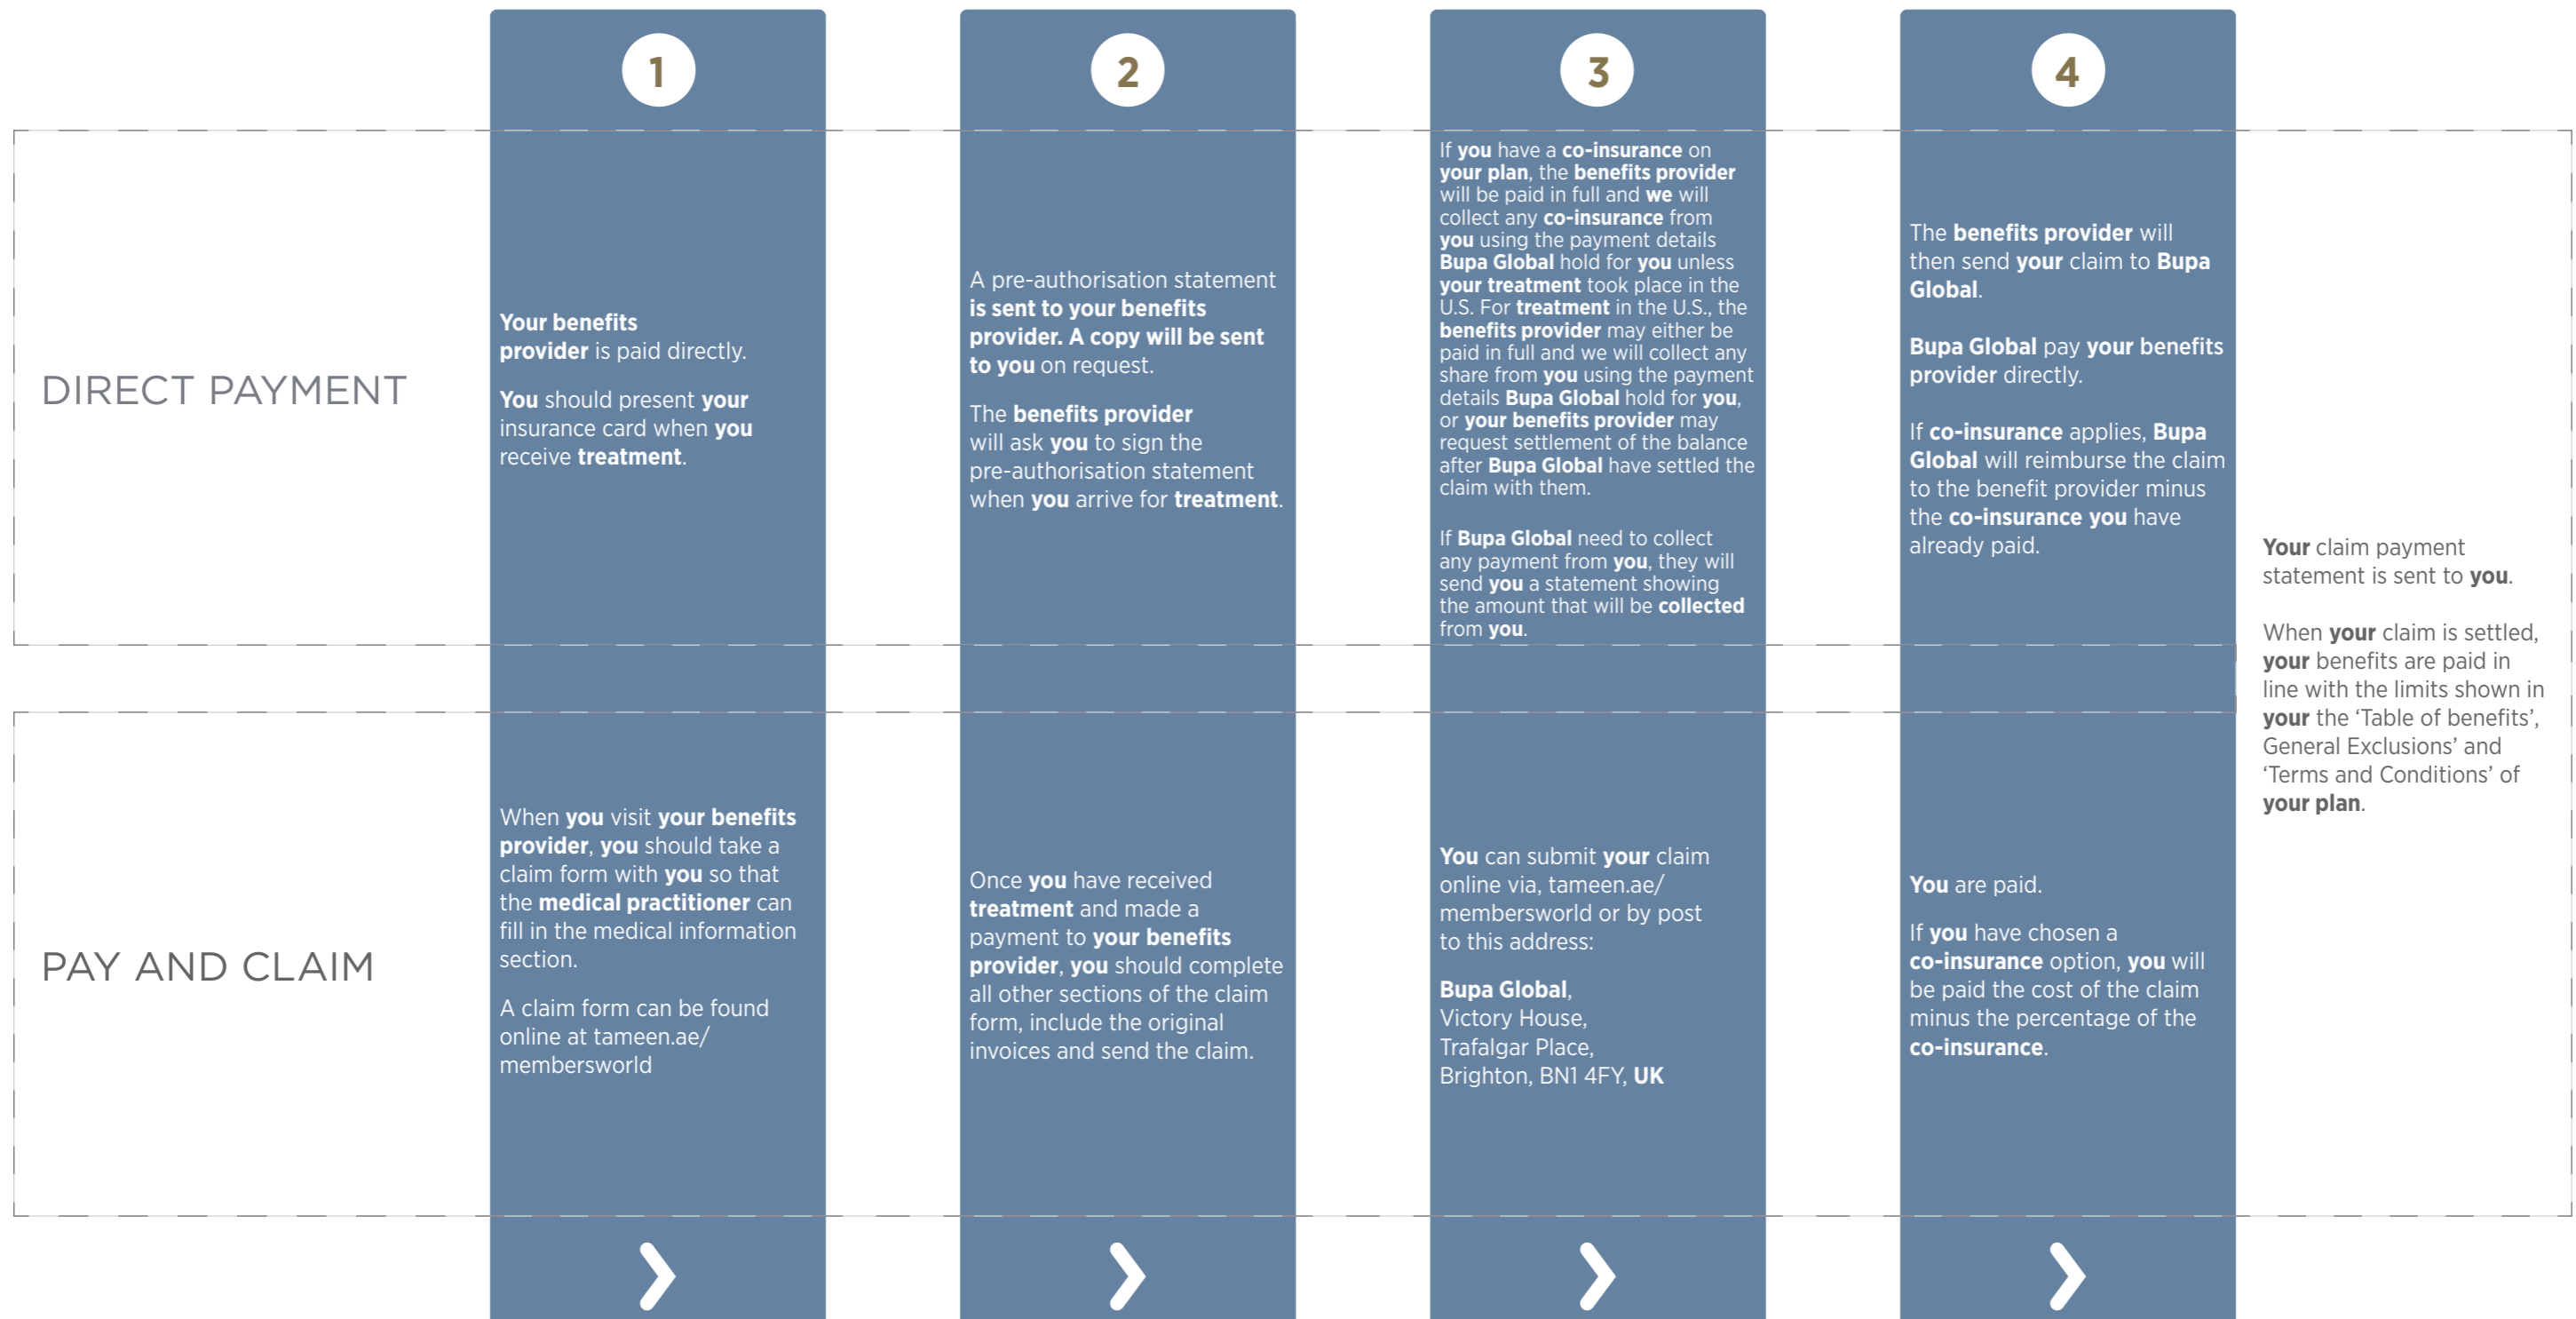 1
2
3
4
DIRECT PAYMENT
Your benefits
provider is paid directly.
You should present your
insurance card when you
receive treatment.
A pre-authorisation statement
is sent to your benefits
provider. A copy will be sent
to you on request.
The benefits provider
will ask you to sign the
pre-authorisation statement
when you arrive for treatment.
If you have a co-insurance on
your plan, the benefits provider
will be paid in full and we will
collect any co-insurance from
you using the payment details
Bupa Global hold for you unless
your treatment took place in the
U.S. For treatment in the U.S., the
benefits provider may either be
paid in full and we will collect any
share from you using the payment
details Bupa Global hold for you,
or your benefits provider may
request settlement of the balance
after Bupa Global have settled the
claim with them.
If Bupa Global need to collect
any payment from you, they will
send you a statement showing
the amount that will be collected
from you.
The benefits provider will
then send your claim to Bupa
Global.
Bupa Global pay your benefits
provider directly.
If co-insurance applies, Bupa
Global will reimburse the claim
to the benefit provider minus
the co-insurance you have
already paid.
PAY AND CLAIM
When you visit your benefits
provider, you should take a
claim form with you so that
the medical practitioner can
fill in the medical information
section.
A claim form can be found
online at tameen.ae/
membersworld
Once you have received
treatment and made a
payment to your benefits
provider, you should complete
all other sections of the claim
form, include the original
invoices and send the claim.
You can submit your claim
online via, tameen.ae/
membersworld or by post
to this address:
Bupa Global,
Victory House,
Trafalgar Place,
Brighton, BN1 4FY, UK
You are paid.
If you have chosen a
co-insurance option, you will
be paid the cost of the claim
minus the percentage of the
co-insurance.
Your claim payment
statement is sent to you.
When your claim is settled,
your benefits are paid in
line with the limits shown in
your the ‘Table of benefits’,
General Exclusions’ and
‘Terms and Conditions’ of
your plan.